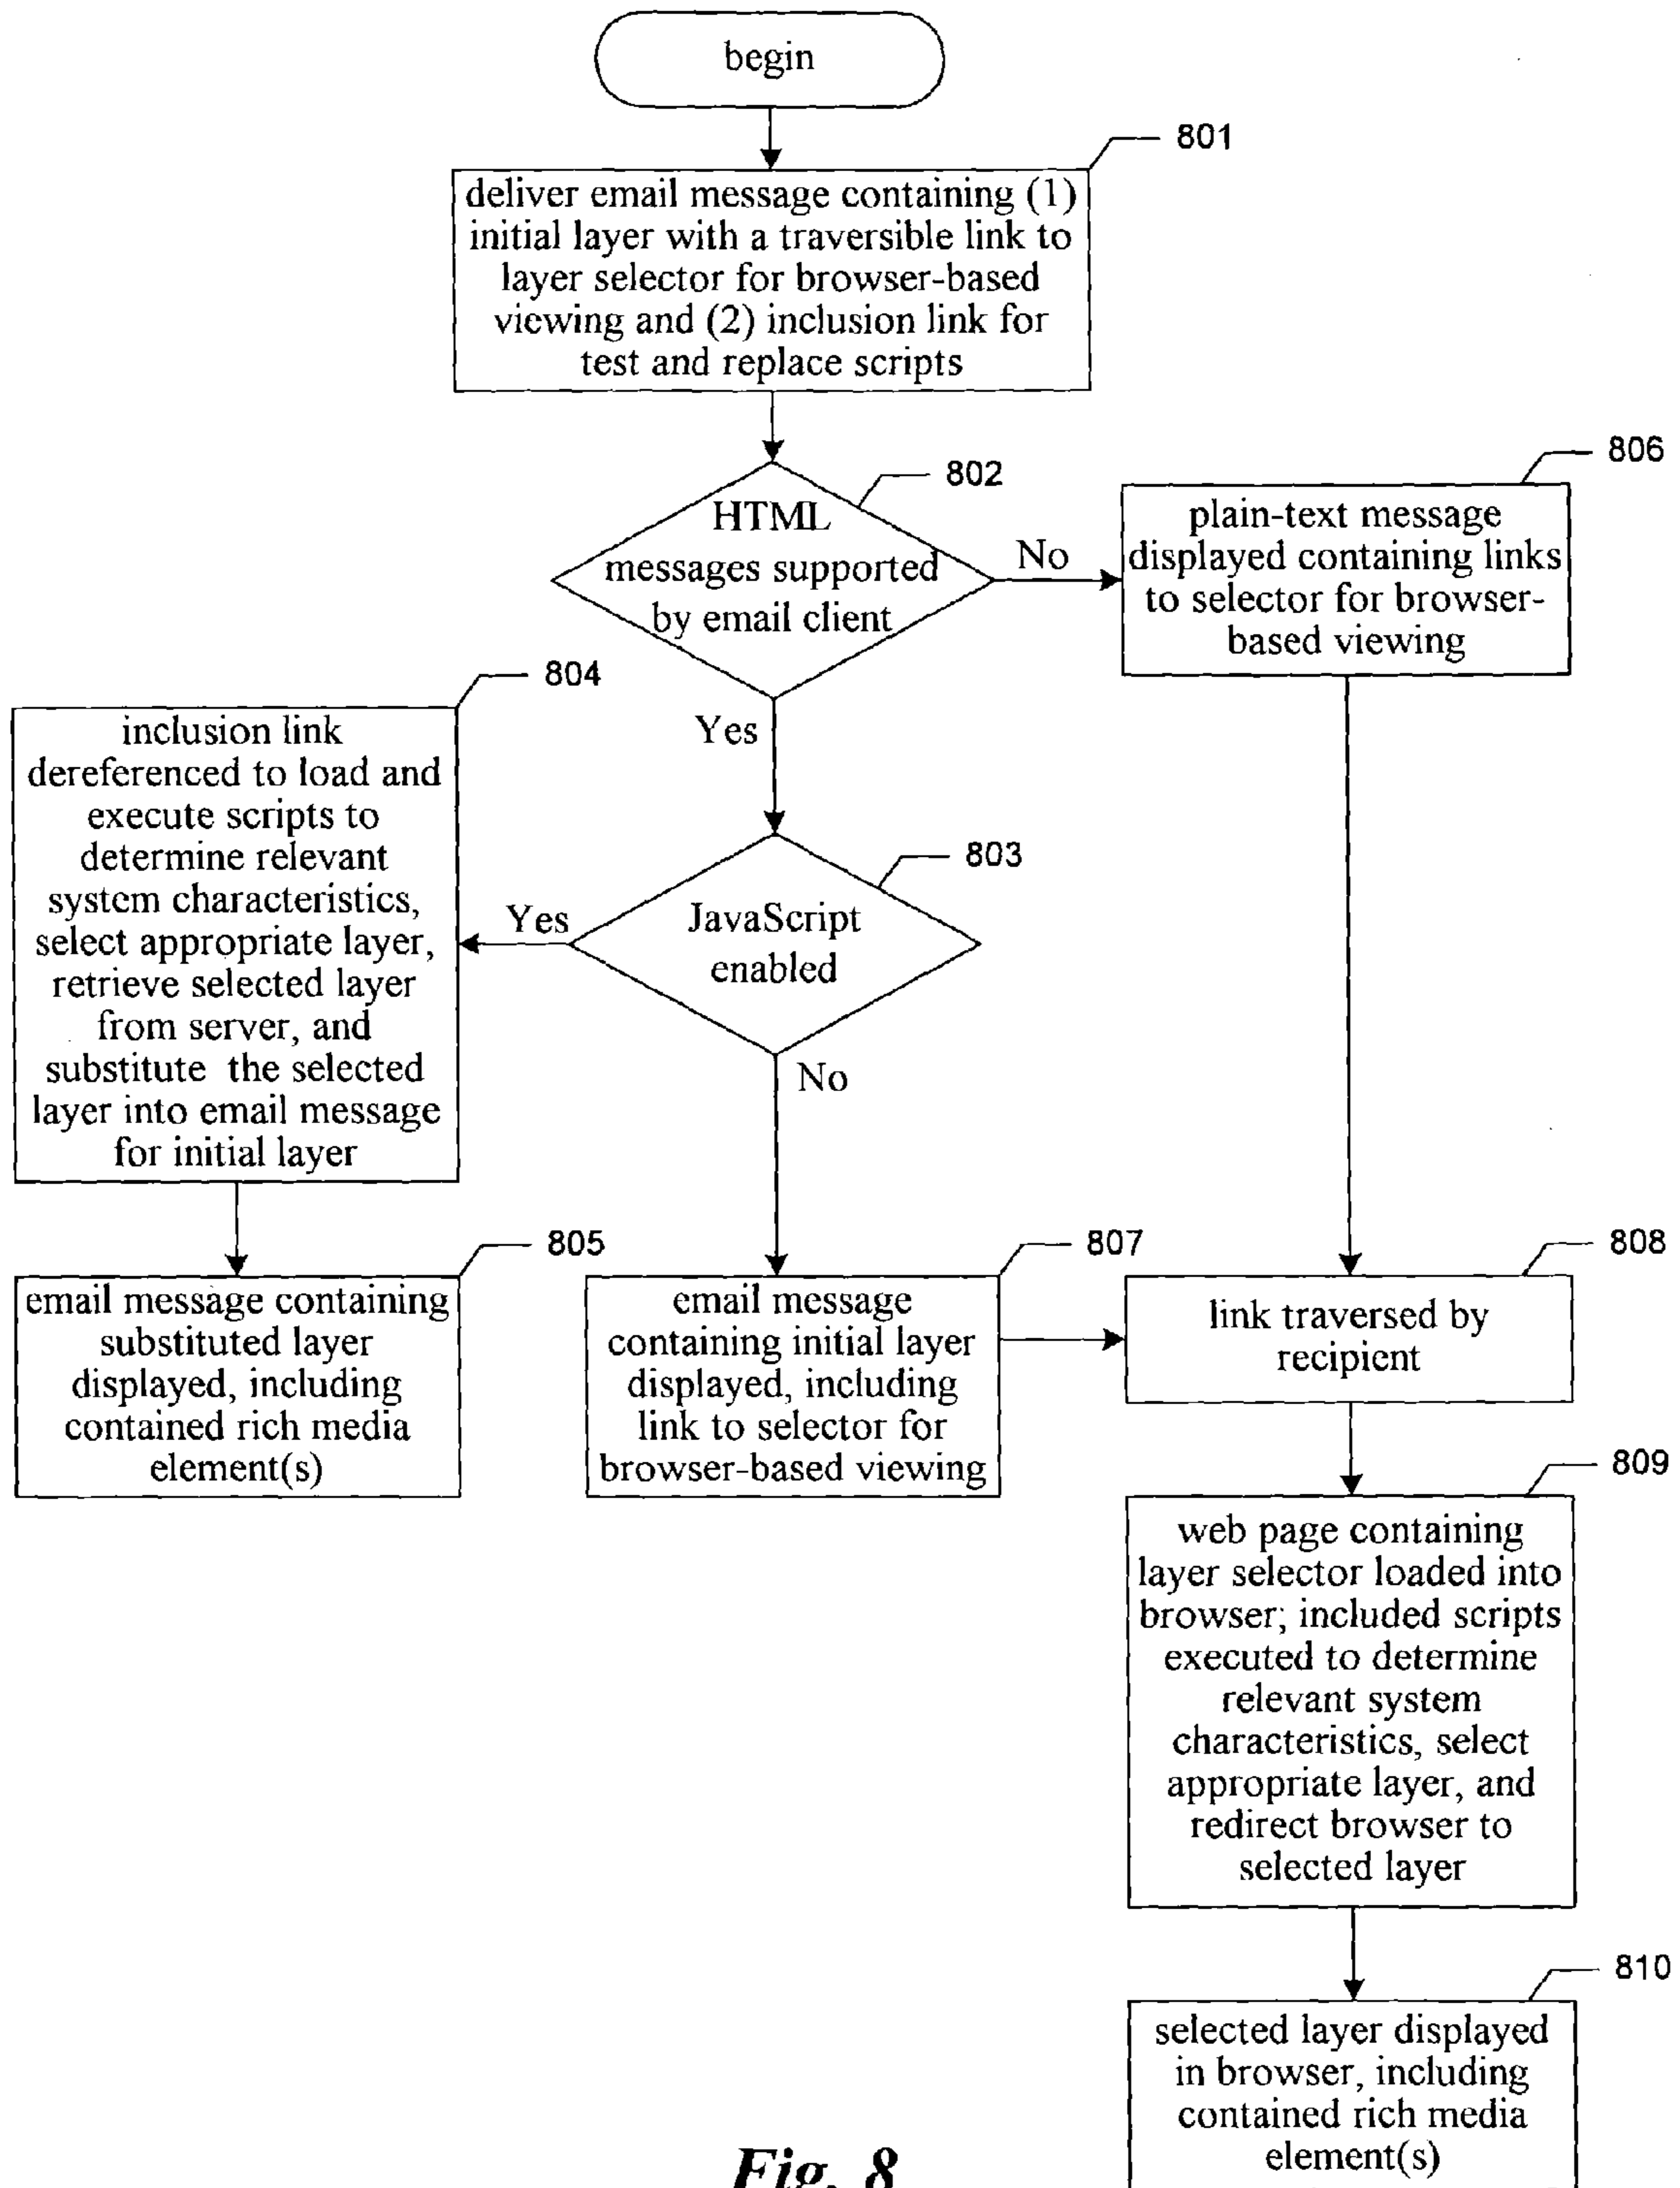 begin
801
deliver email message containing (1)
initial layer with a traversible link to
layer selector for browser-based
viewing and (2) inclusion link for
test and replace scripts
802
HTML
messages supported
by email client
No
806
plain-text message
displayed containing links
to selector for browser-
based viewing
Yes
804
inclusion link
dereferenced to load and
execute scripts to
determine relevant
system characteristics,
select appropriate layer,
retrieve selected layer
from server, and
substitute the selected
layer into email message
for initial layer
803
JavaScript
enabled
Yes
No
805
email message containing
substituted layer
displayed, including
contained rich media
element(s)
807
email message
containing initial layer
displayed, including
link to selector for
browser-based viewing
808
link traversed by
recipient
809
web page containing
layer selector loaded into
browser; included scripts
executed to determine
relevant system
characteristics, select
appropriate layer, and
redirect browser to
selected layer
810
selected layer displayed
in browser, including
contained rich media
element(s)
Fig. 8